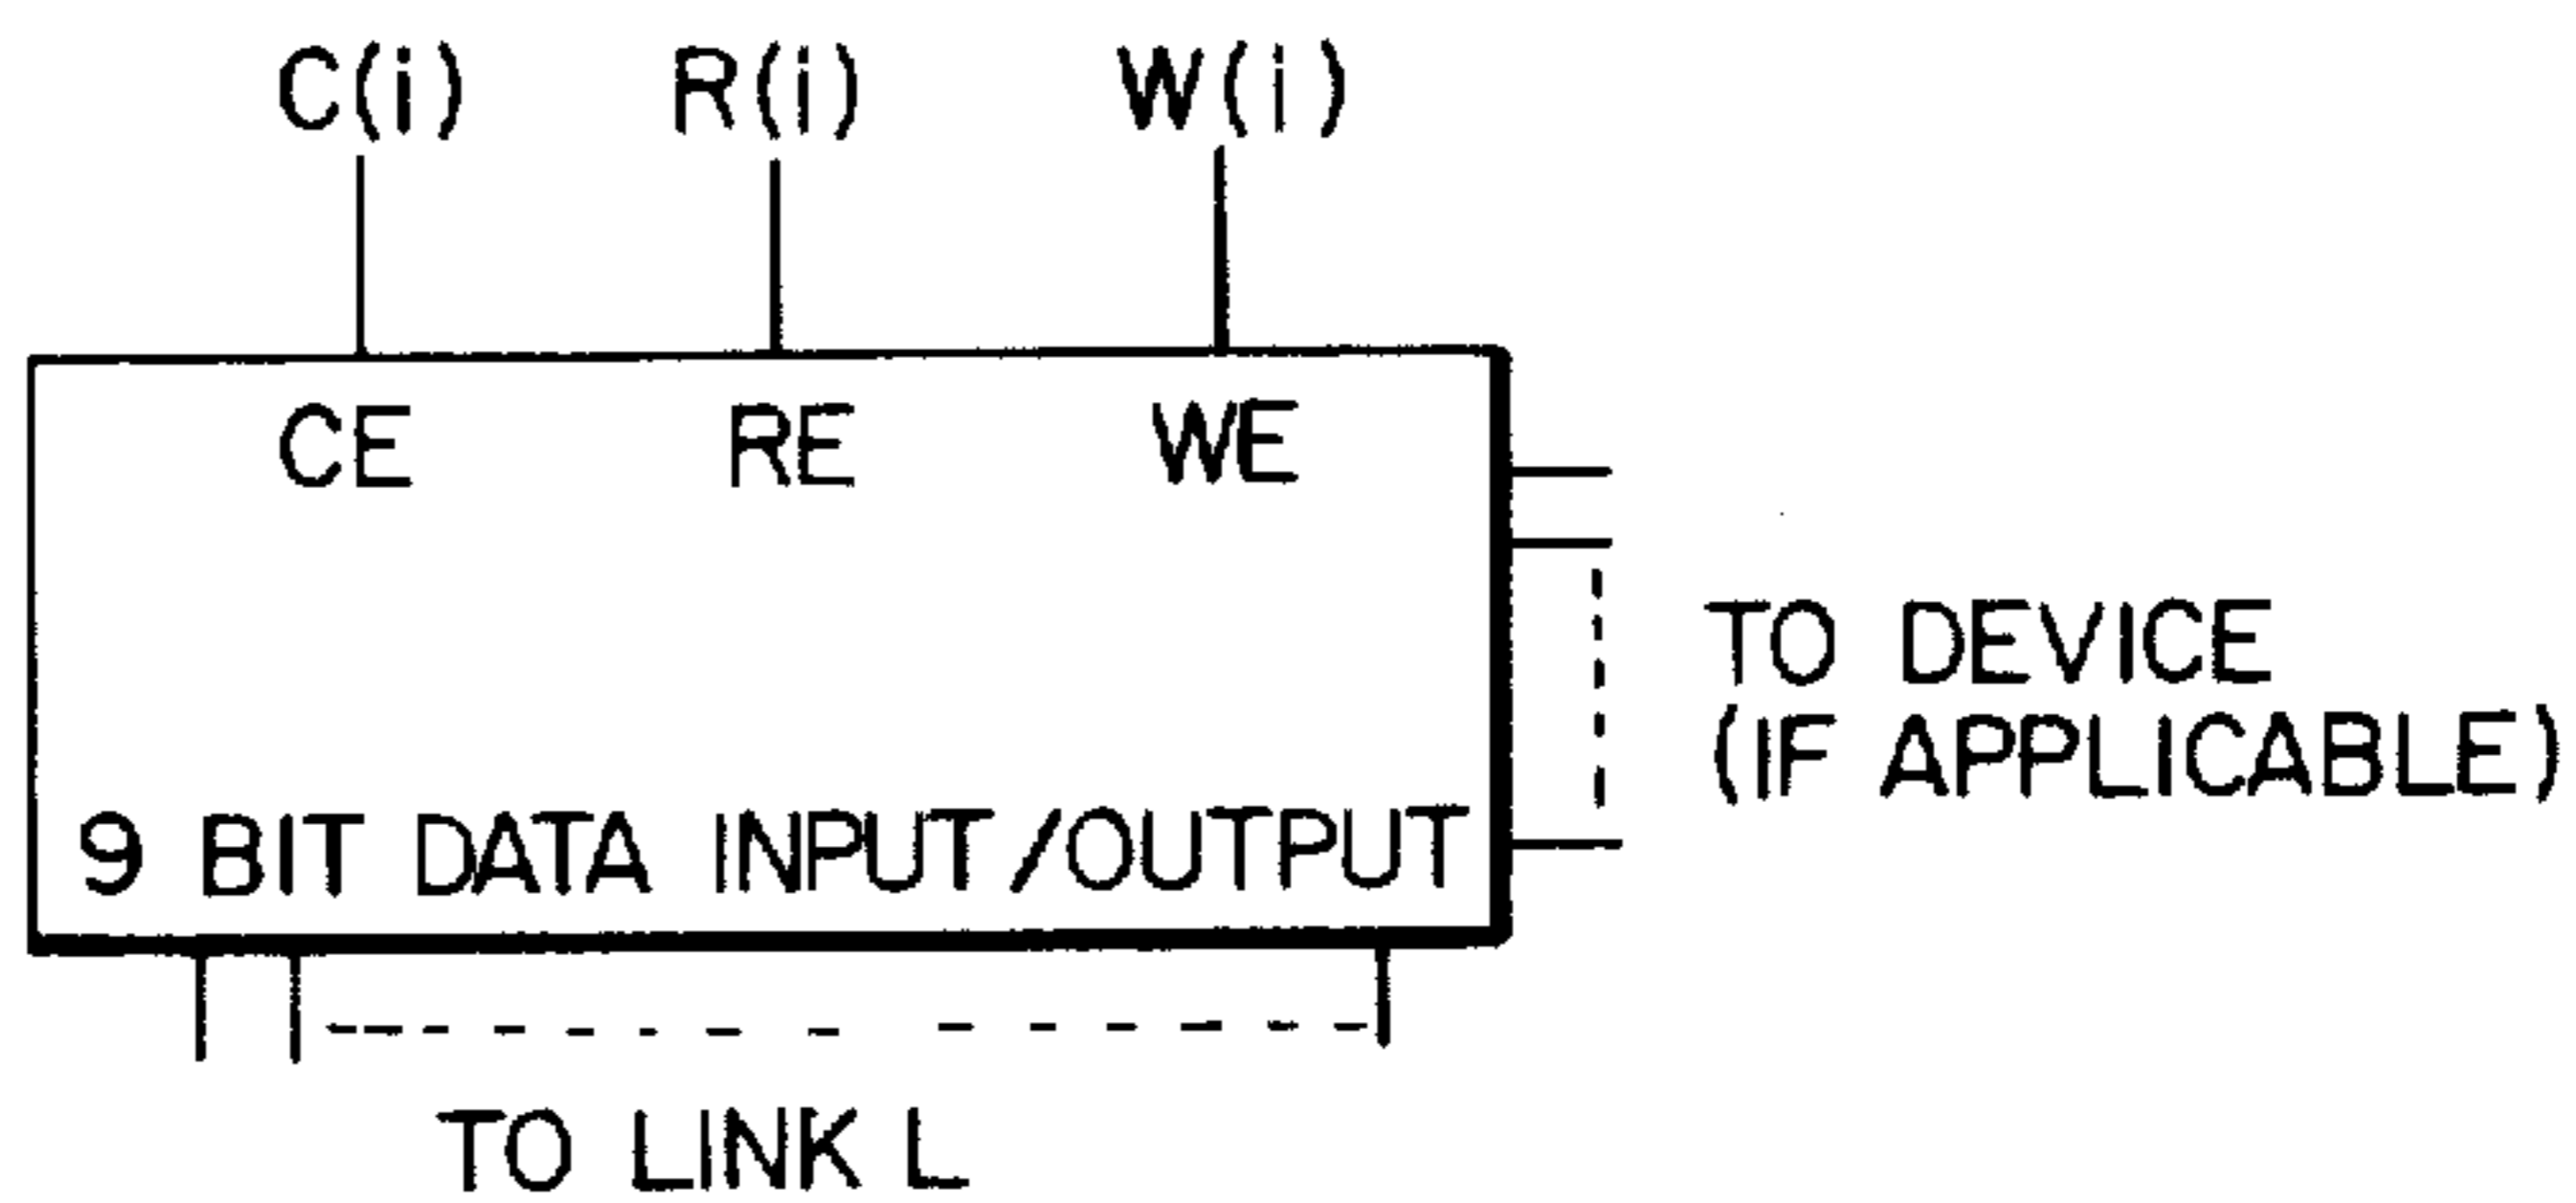 C(i) R(i) W(i)
CE RE WE
TO DEVICE
(IF APPLICABLE)
9 BIT DATA INPUT/OUTPUT
TO LINK L